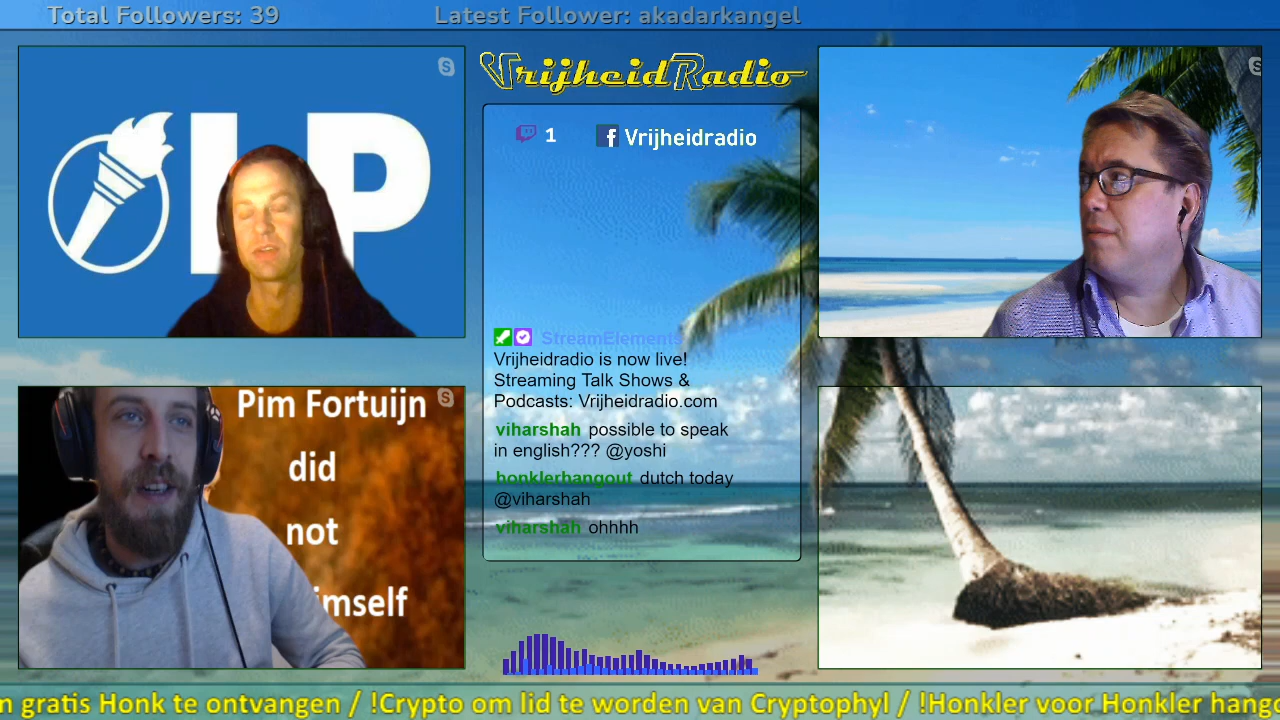 Total Followers: 39
Latest Follower: akadarkangel
LP
VrijheidRadio
1
Vrijheidradio
StreamElements
Vrijheidradio is now live!
Streaming Talk Shows &
Podcasts: Vrijheidradio.com
viharshah possible to speak
in english??? @yoshi
honklerhangout dutch today
@viharshah
viharshah ohhhh
Pim Fortuijn
did
not
imself
n gratis Honk te ontvangen / !Crypto om lid te worden van Cryptophyl / !Honkler voor Honkler hang